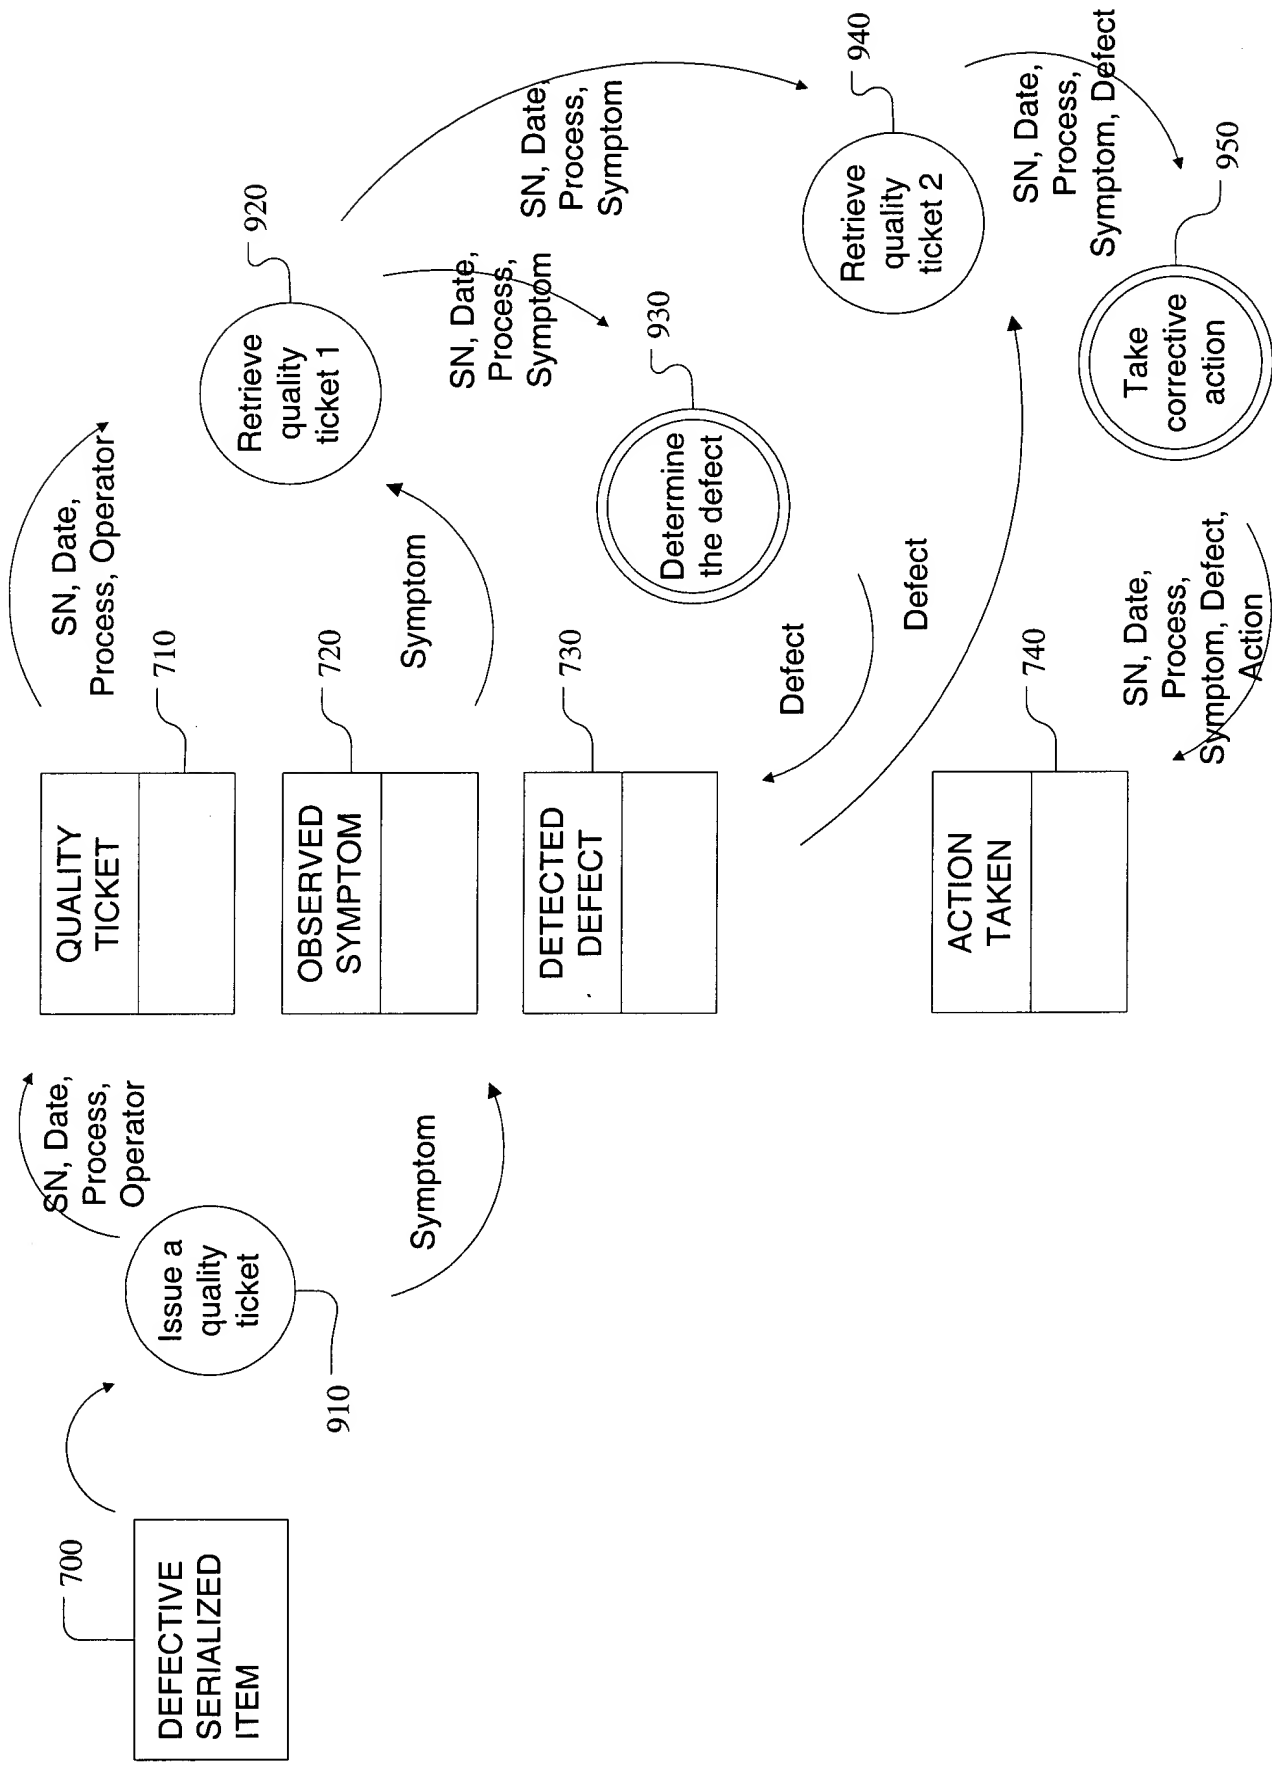 DEFECTIVE
SERIALIZED
ITEM
700
Issue a
quality
ticket
910
SN, Date,
Process,
Operator
Symptom
QUALITY
TICKET
710
OBSERVED
SYMPTOM
720
DETECTED
DEFECT
730
ACTION
TAKEN
740
SN, Date,
Process, Operator
Symptom
Retrieve
quality
ticket 1
920
SN, Date,
Process,
Symptom
SN, Date,
Process,
Symptom
Determine
the defect
930
Defect
Defect
Retrieve
quality
ticket 2
940
SN, Date,
Process,
Symptom, Defect
Take
corrective
action
950
SN, Date,
Process,
Symptom, Defect,
Action